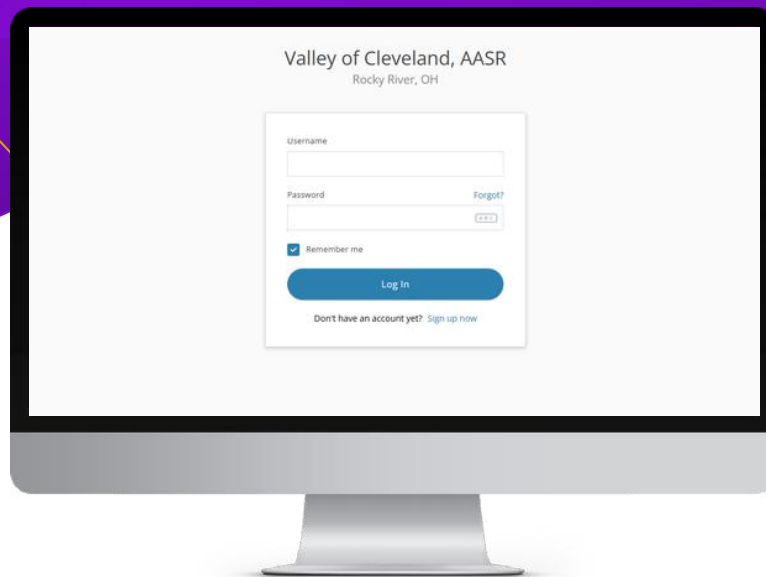 Valley of Cleveland, AASR
Rocky River, OH
Username
Password Forgot?
Remember me
Log In
Don't have an account yet? Sign up now